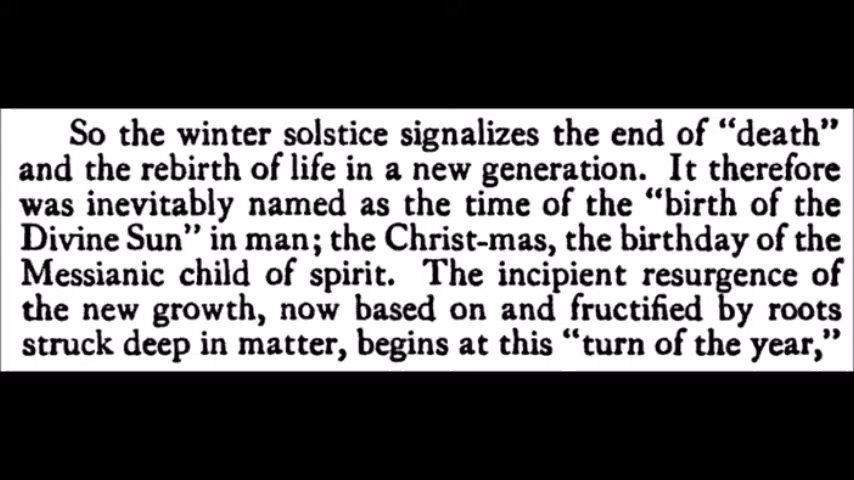 So the winter solstice signalizes the end of “death”
and the rebirth of life in a new generation. It therefore
was inevitably named as the time of the “birth of the
Divine Sun” in man; the Christ-mas, the birthday of the
Messianic child of spirit. The incipient resurgence of
the new growth, now based on and fructified by roots
struck deep in matter, begins at this “turn of the year,”